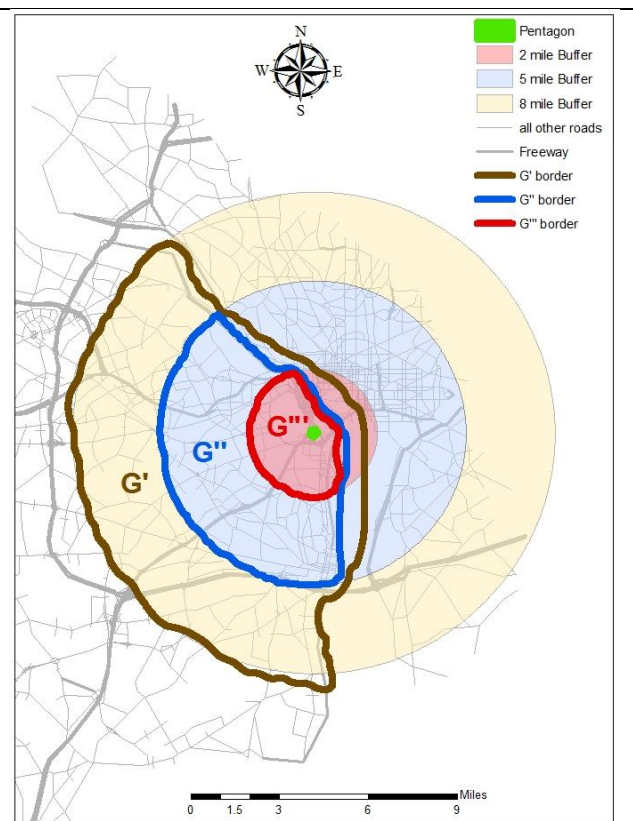 N
W E
S
Pentagon
2 mile Buffer
5 mile Buffer
8 mile Buffer
all other roads
Freeway
G' border
G'' border
G''' border
G'''
G''
G'
Miles
0 1.5 3 6 9